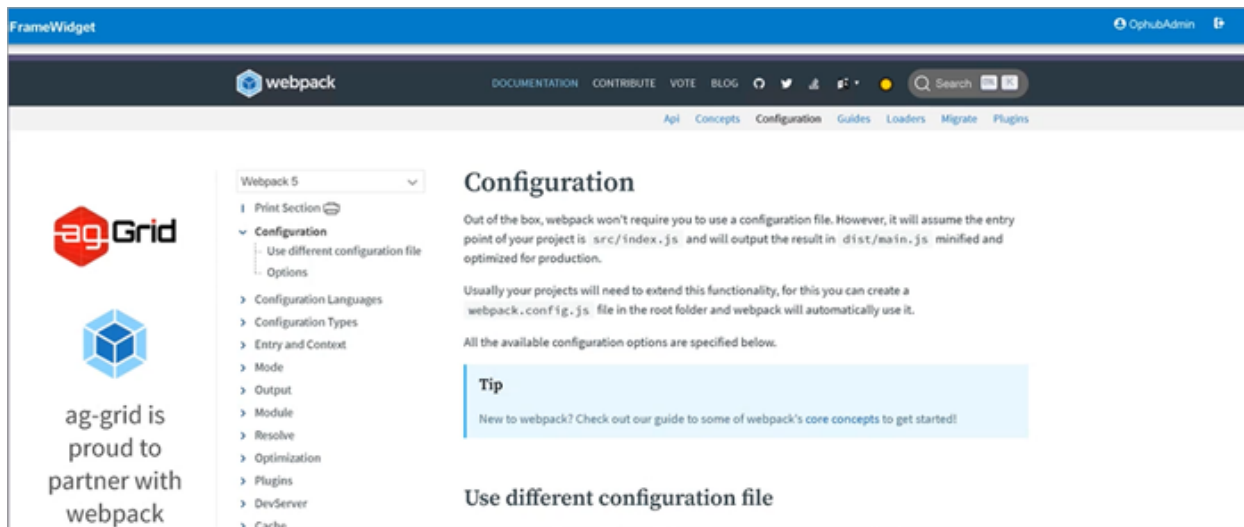 FrameWidget
OphubAdmin
webpack
DOCUMENTATION CONTRIBUTE VOTE BLOG
Search
Api Concepts Configuration Guides Loaders Migrate Plugins
ag-Grid
ag-grid is
proud to
partner with
webpack
Webpack 5
Print Section
Configuration
Use different configuration file
Options
Configuration Languages
Configuration Types
Entry and Context
Mode
Output
Module
Resolve
Optimization
Plugins
DevServer
Cache
Configuration
Out of the box, webpack won't require you to use a configuration file. However, it will assume the entry
point of your project is src/index.js and will output the result in dist/main.js minified and
optimized for production.
Usually your projects will need to extend this functionality, for this you can create a
webpack.config.js file in the root folder and webpack will automatically use it.
All the available configuration options are specified below.
Tip
New to webpack? Check out our guide to some of webpack's core concepts to get started!
Use different configuration file